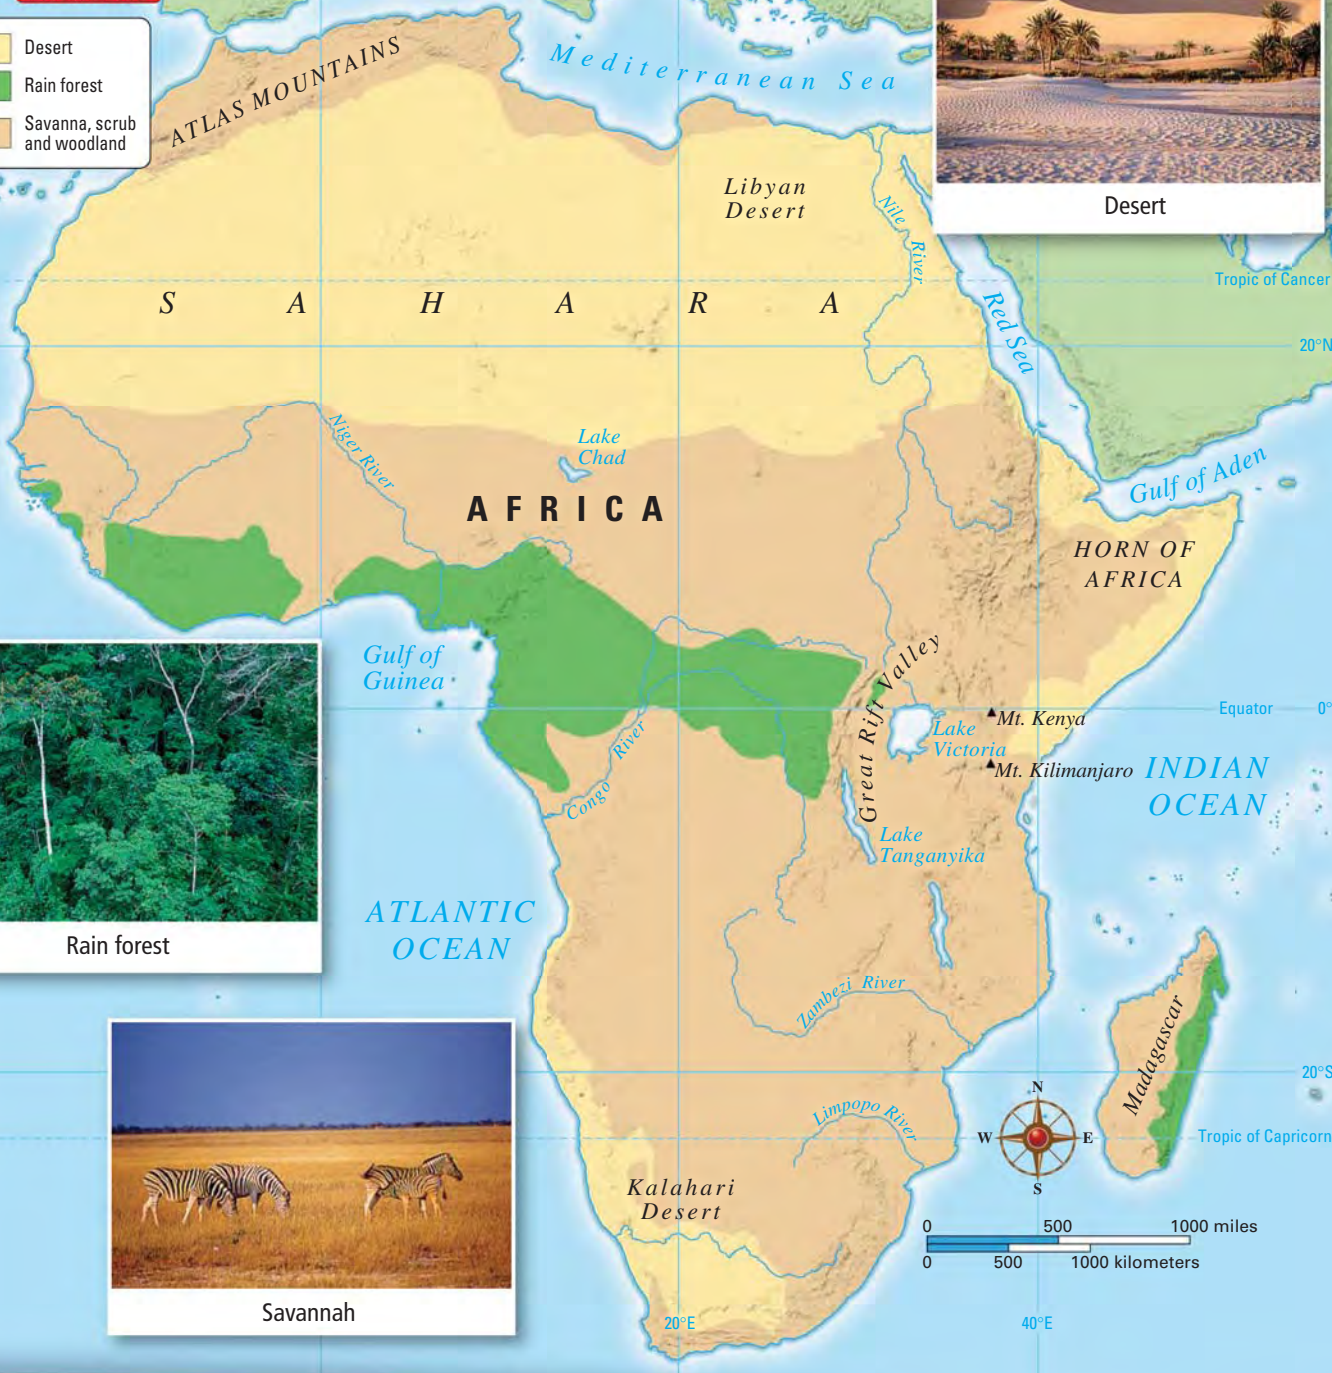 Desert
Rain forest
Savanna, scrub
and woodland
ATLAS MOUNTAINS
Mediterranean Sea
Desert
Libyan
Desert
Nile River
Tropic of Cancer
S A H A R A
Red Sea
20°N
Niger River
Lake
Chad
Gulf of Aden
AFRICA
HORN OF
AFRICA
Gulf of
Guinea
Great Rift Valley
Equator 0°
Mt. Kenya
Lake
Victoria
Mt. Kilimanjaro
INDIAN
OCEAN
Congo River
Lake
Tanganyika
ATLANTIC
OCEAN
Rain forest
Zambezi River
Madagascar
20°S
Limpopo River
N
W E
S
Tropic of Capricorn
Kalahari
Desert
0 500 1000 miles
0 500 1000 kilometers
Savannah
20°E
40°E